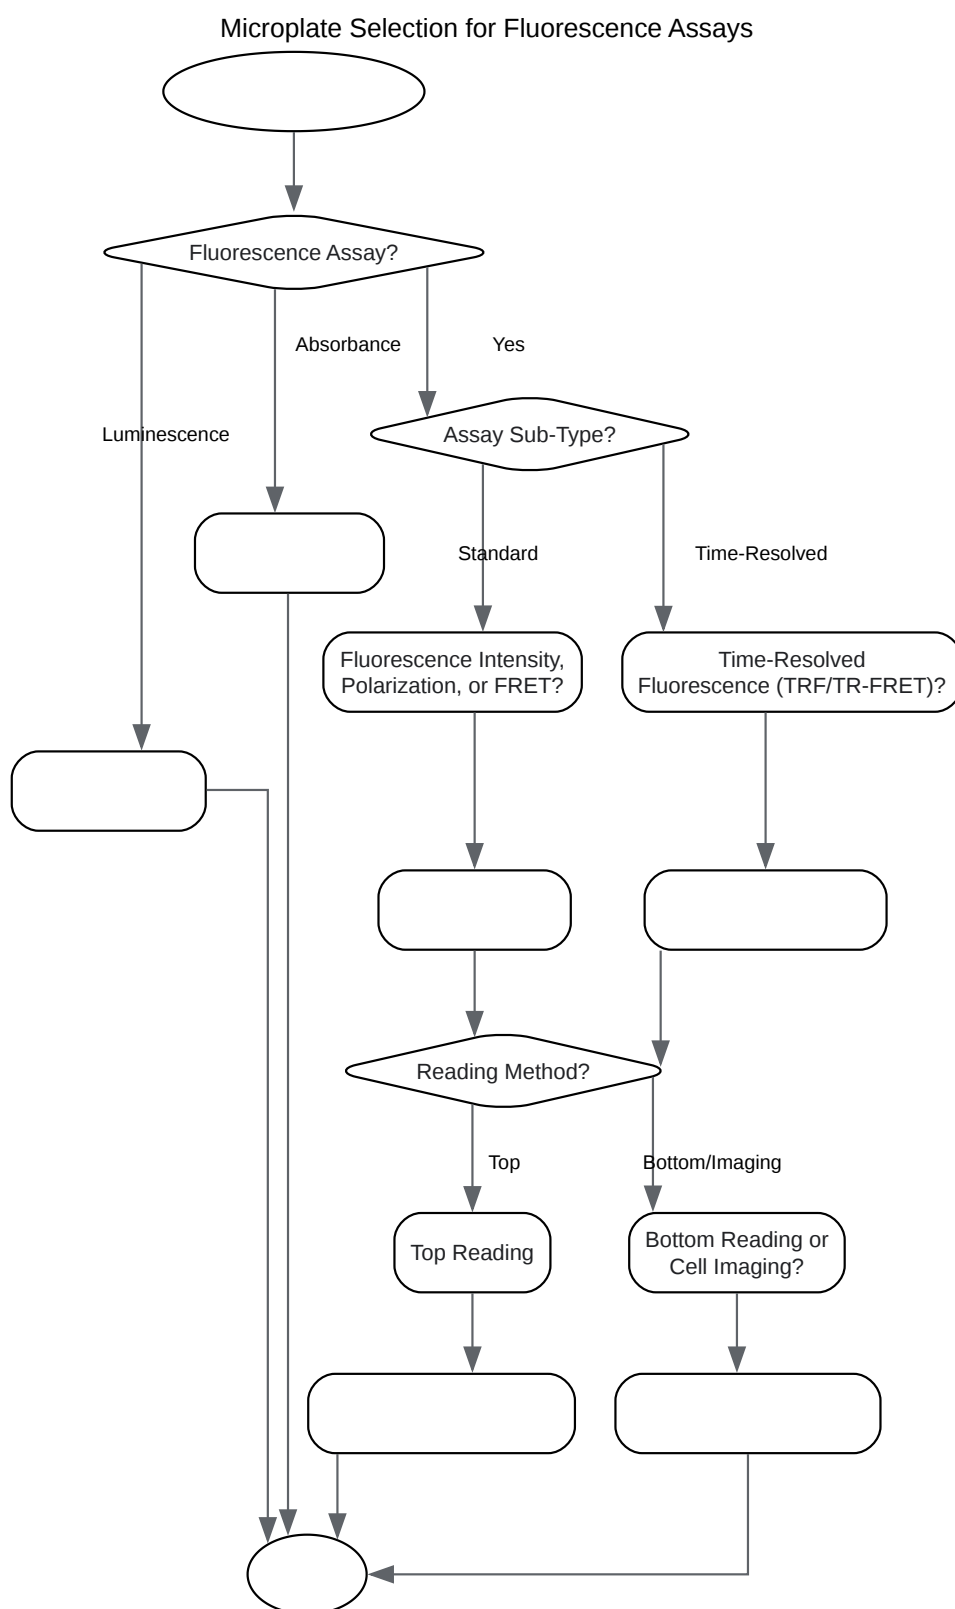 Microplate Selection for Fluorescence Assays
Fluorescence Assay?
Absorbance
Yes
Luminescence
Assay Sub-Type?
Standard
Time-Resolved
Fluorescence Intensity,
Polarization, or FRET?
Time-Resolved
Fluorescence (TRF/TR-FRET)?
Reading Method?
Top
Bottom/Imaging
Top Reading
Bottom Reading or
Cell Imaging?